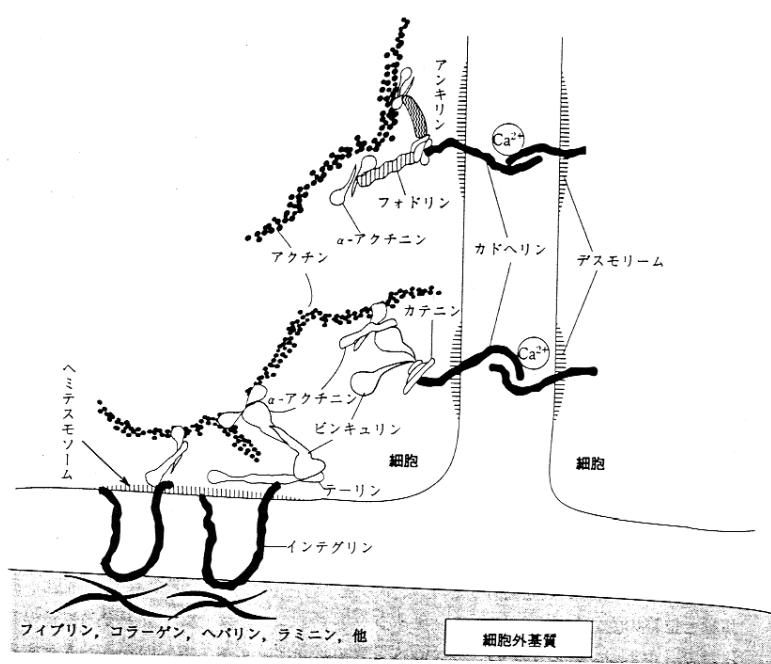 アンキリン
Ca²⁺
フォドリン
α-アクチニン
アクチン
カドヘリン
デスモリーム
カテニン
Ca²⁺
ヘミテスモソーム
α-アクチニン
ビンキュリン
細胞
細胞
テーリン
インテグリン
フィブリン，コラーゲン，ヘパリン，ラミニン，他
細胞外基質